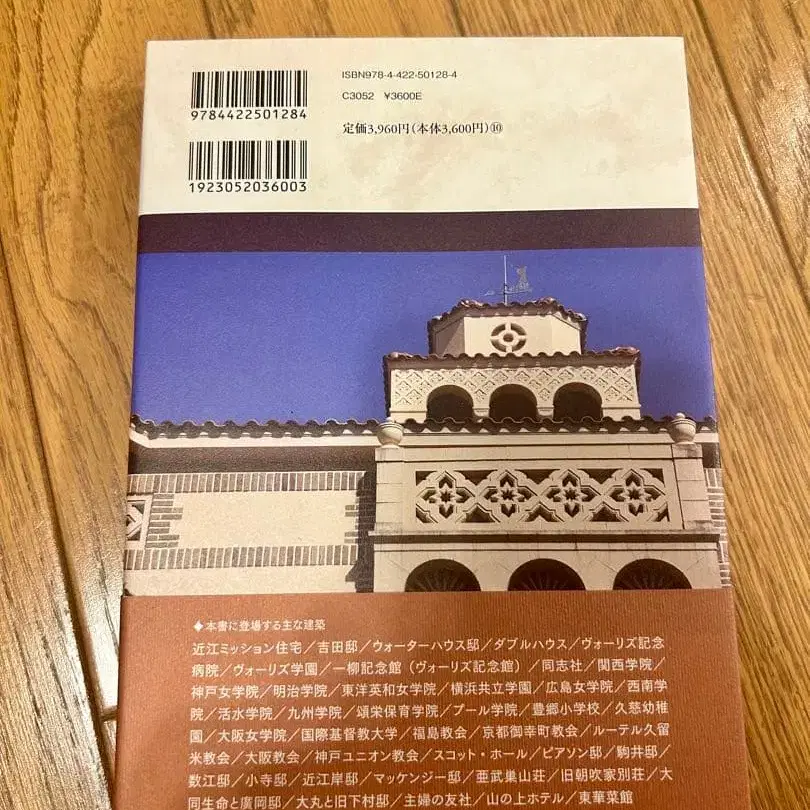 ISBN978-4-422-50128-4
C3052 ¥3600E
定価3,960円(本体3,600円)⑩
9784422501284
1923052036003
◆本書に登場する主な建築
近江ミッション住宅/吉田邸/ウォーターハウス邸/ダブルハウス/ヴォーリズ記念
病院/ヴォーリズ学園/一柳記念館(ヴォーリズ記念館)/同志社/関西学院/
神戸女学院/明治学院/東洋英和女学院/横浜共立学園/広島女学院/西南学
院/活水学院/九州学院/頌栄保育学院/プール学院/豊郷小学校/久慈幼稚
園/大阪女学院/国際基督教大学/福島教会/京都御幸町教会/ルーテル久留
米教会/大阪教会/神戸ユニオン教会/スコット・ホール/ピアソン邸/駒井邸/
数江邸/小寺邸/近江岸邸/マッケンジー邸/亜武巣山荘/旧朝吹家別荘/大
同生命と廣岡邸/大丸と旧下村邸/主婦の友社/山の上ホテル/東華菜館